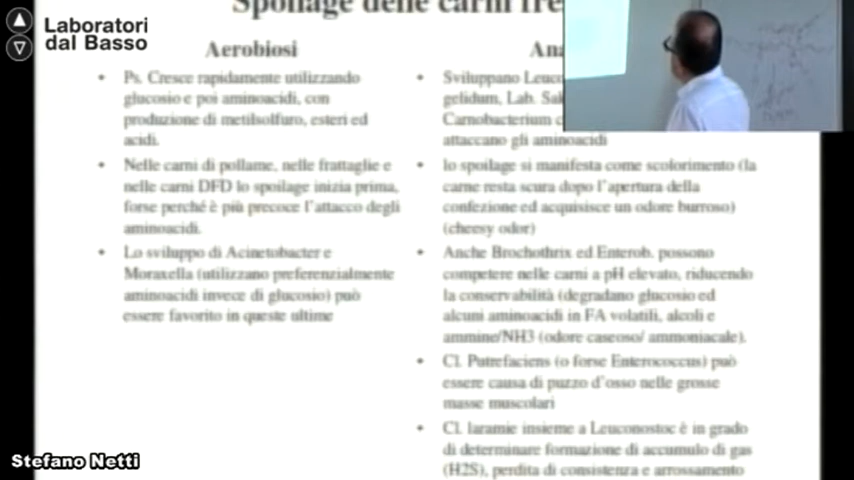 Laboratori
dal Basso
Spoilage delle carni fre
Aerobiosi
• Ps. Cresce rapidamente utilizzando
glucosio e poi aminoacidi, con
produzione di metilsolfuro, esteri ed
acidi.
• Nelle carni di pollame, nelle frattaglie e
nelle carni DFD lo spoilage inizia prima,
forse perché è più precoce l'attacco degli
aminoacidi.
• Lo sviluppo di Acinetobacter e
Moraxella (utilizzano preferenzialmente
aminoacidi invece di glucosio) può
essere favorito in queste ultime
Ana
• Sviluppano Leuco
gelidum, Lab. Sak
Carnobacterium c
attaccano gli aminoacidi
• lo spoilage si manifesta come scolorimento (la
carne resta scura dopo l'apertura della
confezione ed acquisisce un odore burroso)
(cheesy odor)
• Anche Brochothrix ed Enterob. possono
competere nelle carni a pH elevato, riducendo
la conservabilità (degradano glucosio ed
alcuni aminoacidi in FA volatili, alcoli e
ammine/NH3 (odore caseoso/ ammoniacale).
• Cl. Putrefaciens (o forse Enterococcus) può
essere causa di puzzo d'osso nelle grosse
masse muscolari
• Cl. laramie insieme a Leuconostoc è in grado
di determinare formazione di accumulo di gas
(H2S), perdita di consistenza e arrossamento
Stefano Netti